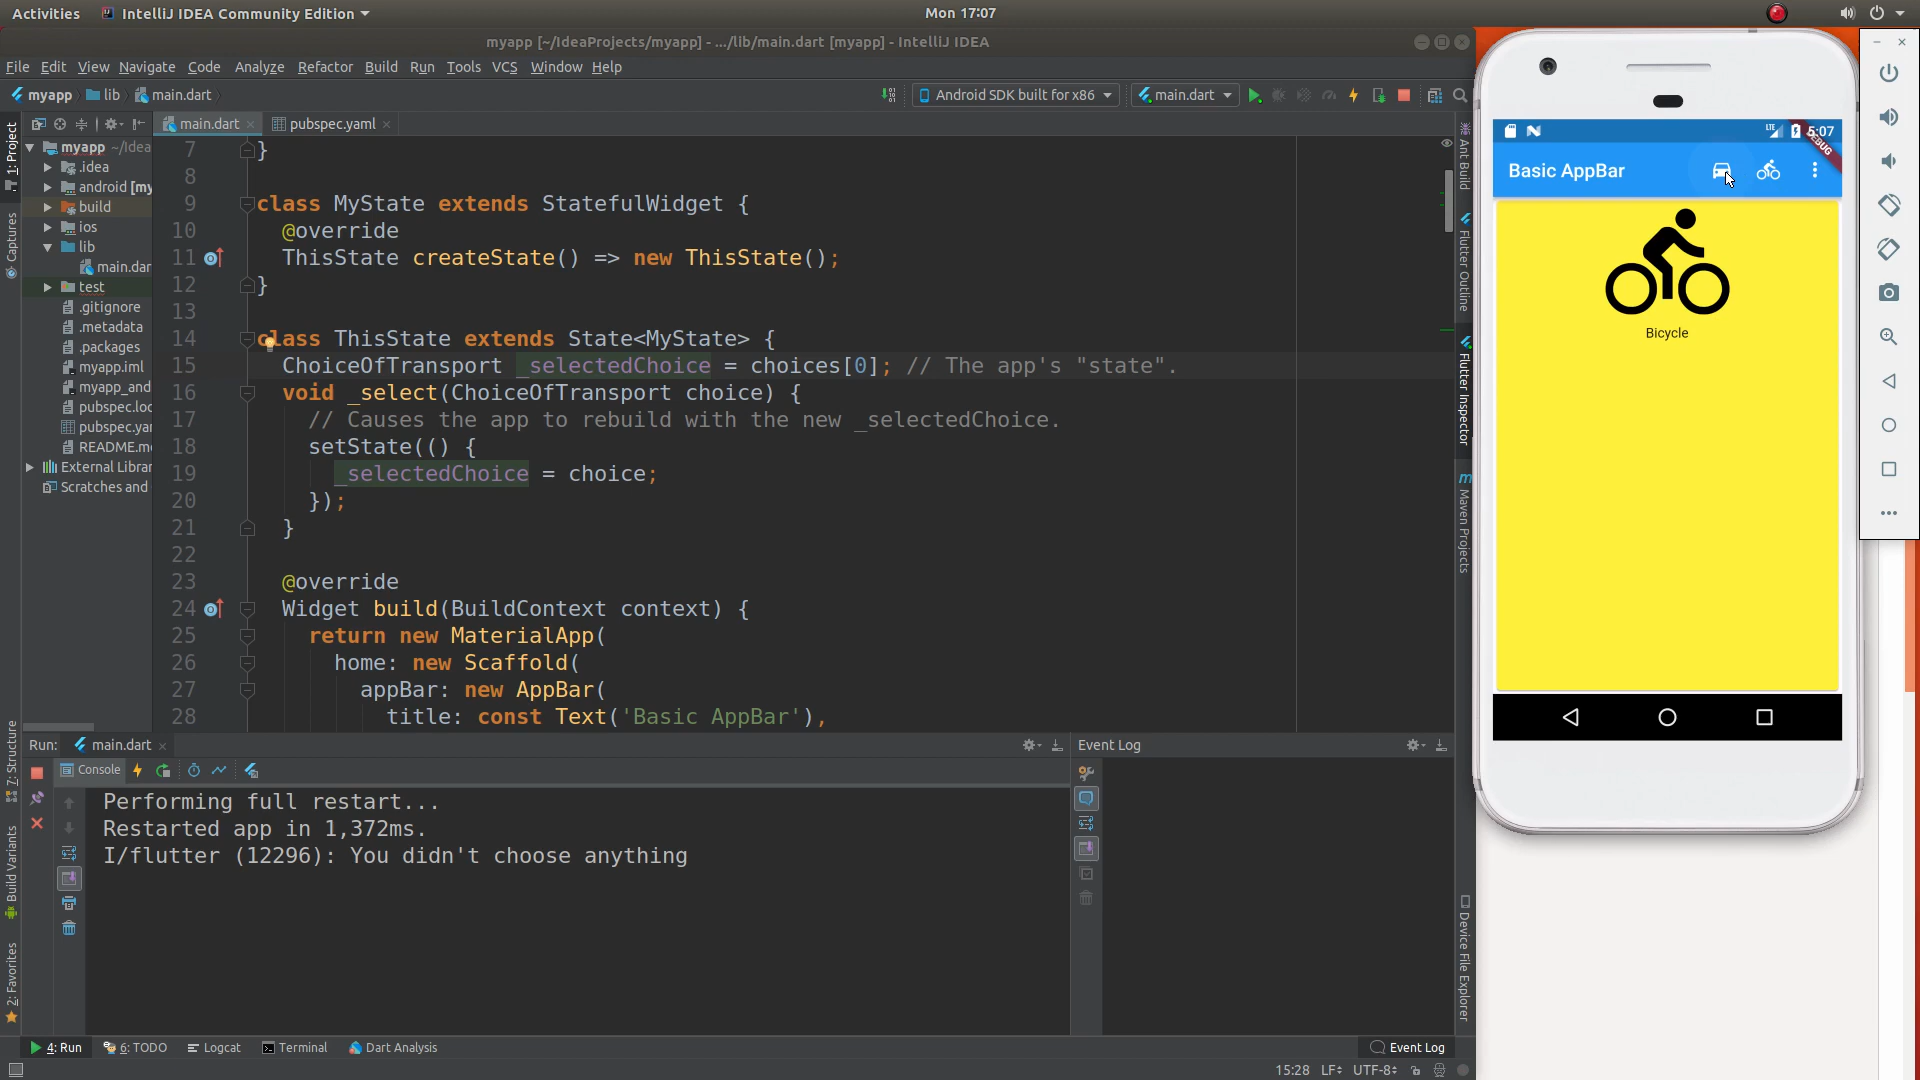 Activities
IntelliJ IDEA Community Edition
Mon 17:07
myapp [~/IdeaProjects/myapp] - .../lib/main.dart [myapp] - IntelliJ IDEA
File Edit View Navigate Code Analyze Refactor Build Run Tools VCS Window Help
myapp lib main.dart
Android SDK built for x86
main.dart
main.dart
pubspec.yaml
1: Project
Captures
7: Structure
Build Variants
2: Favorites
myapp ~/Idea
.idea
android [my
build
ios
lib
main.dar
test
.gitignore
.metadata
.packages
myapp.iml
myapp_and
pubspec.loc
pubspec.yar
README.m
External Librar
Scratches and
7 }
8
9 class MyState extends StatefulWidget {
10 @override
11 ThisState createState() => new ThisState();
12 }
13
14 class ThisState extends State<MyState> {
15 ChoiceOfTransport _selectedChoice = choices[0]; // The app's "state".
16 void _select(ChoiceOfTransport choice) {
17 // Causes the app to rebuild with the new _selectedChoice.
18 setState(() {
19 _selectedChoice = choice;
20 });
21 }
22
23 @override
24 Widget build(BuildContext context) {
25 return new MaterialApp(
26 home: new Scaffold(
27 appBar: new AppBar(
28 title: const Text('Basic AppBar'),
Ant Build
Flutter Outline
Flutter Inspector
m Maven Projects
Device File Explorer
Run: main.dart
Console
Performing full restart...
Restarted app in 1,372ms.
I/flutter (12296): You didn't choose anything
Event Log
4: Run
6: TODO
Logcat
Terminal
Dart Analysis
Event Log
15:28 LF UTF-8
LTE 5:07
DEBUG
Basic AppBar
Bicycle